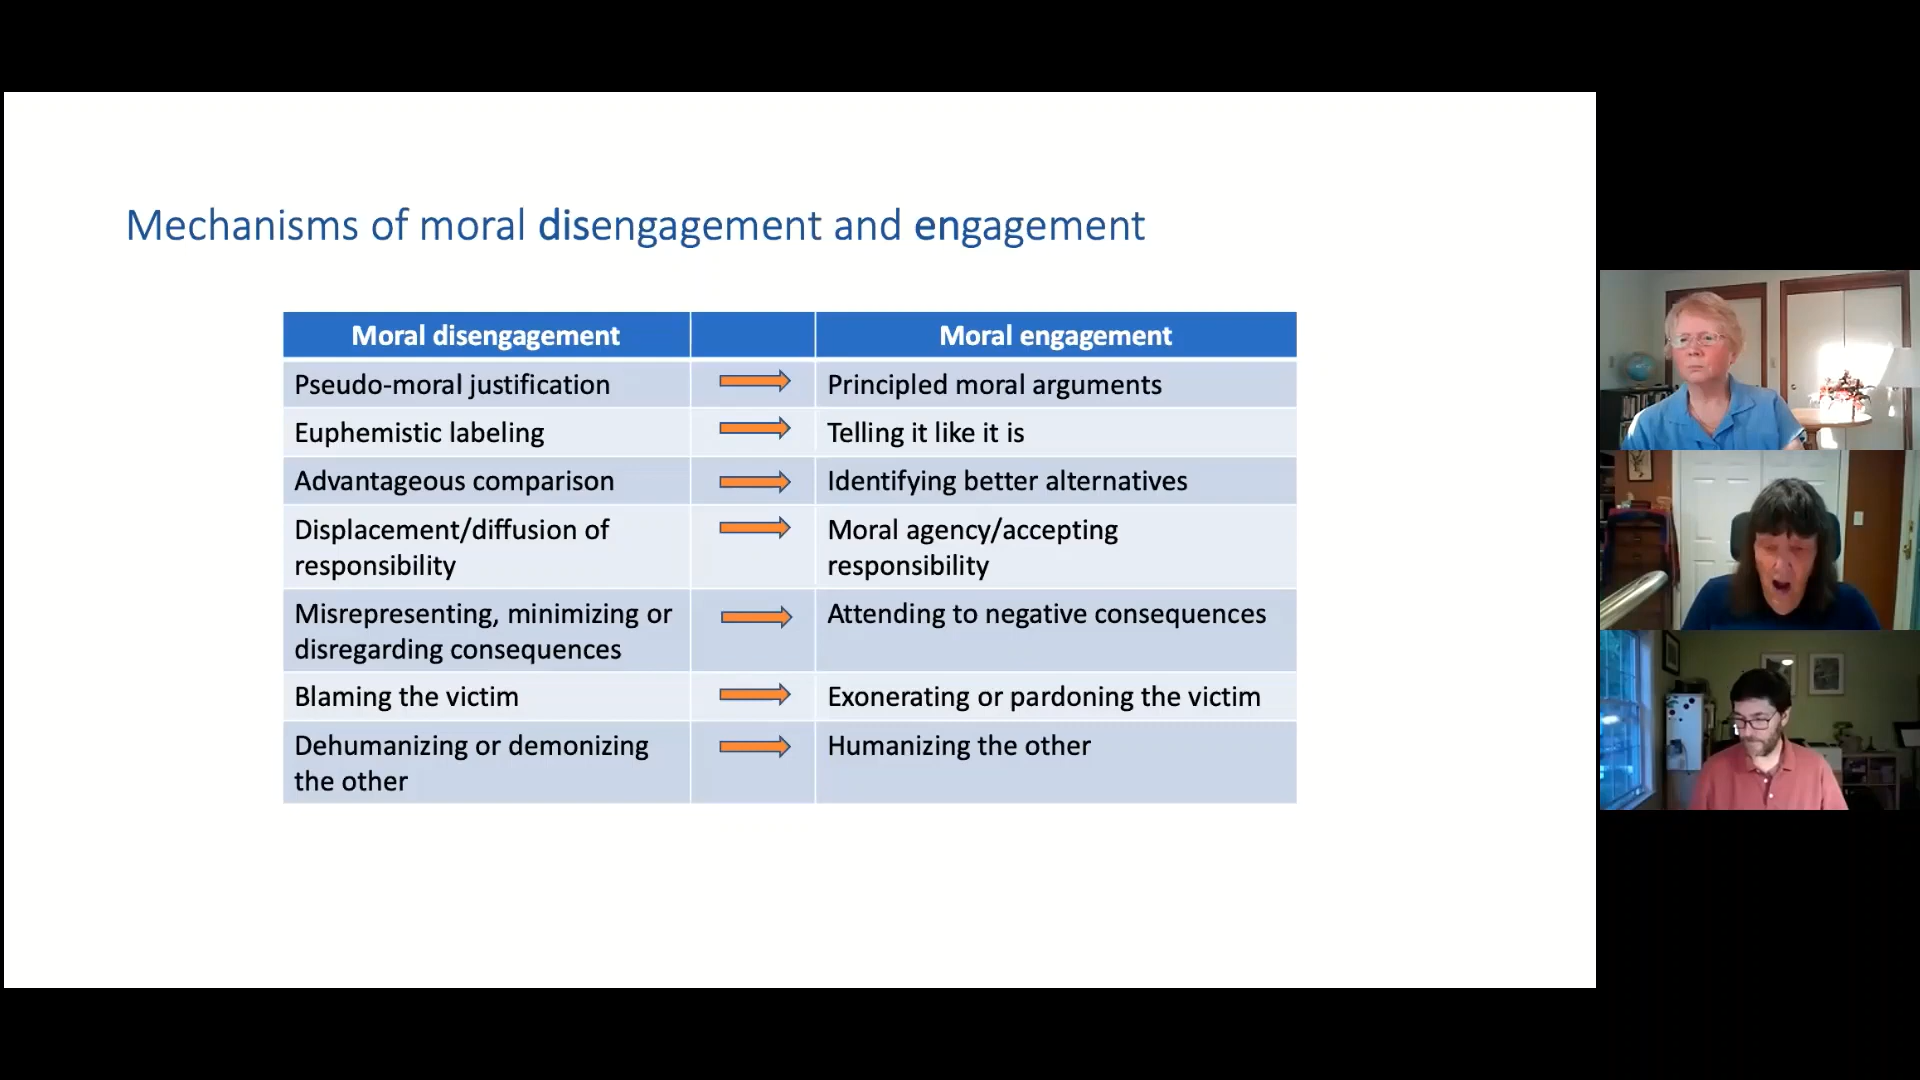 Mechanisms of moral disengagement and engagement
Moral disengagement
Moral engagement
Pseudo-moral justification
Principled moral arguments
Euphemistic labeling
Telling it like it is
Advantageous comparison
Identifying better alternatives
Displacement/diffusion of
responsibility
Moral agency/accepting
responsibility
Misrepresenting, minimizing or
disregarding consequences
Attending to negative consequences
Blaming the victim
Exonerating or pardoning the victim
Dehumanizing or demonizing
the other
Humanizing the other